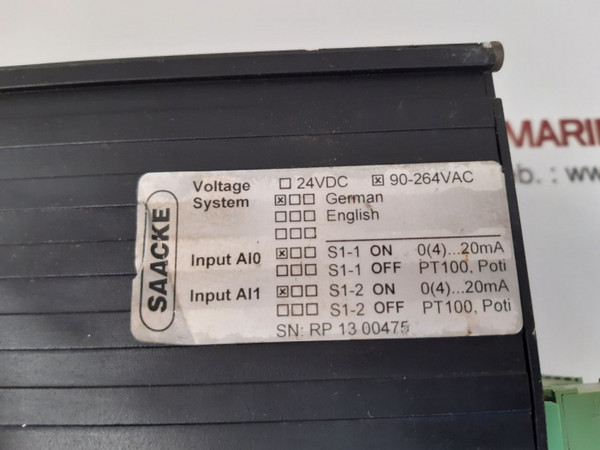 SAACKE
Voltage ☐ 24VDC ☒ 90-264VAC
System ☒☐☐ German
☐☐☐ English
☐☐☐
Input AI0 ☒☐☐ S1-1 ON 0(4)...20mA
☐☐☐ S1-1 OFF PT100, Poti
Input AI1 ☒☐☐ S1-2 ON 0(4)...20mA
☐☐☐ S1-2 OFF PT100, Poti
SN: RP 13 00475
MARIN
ob. :